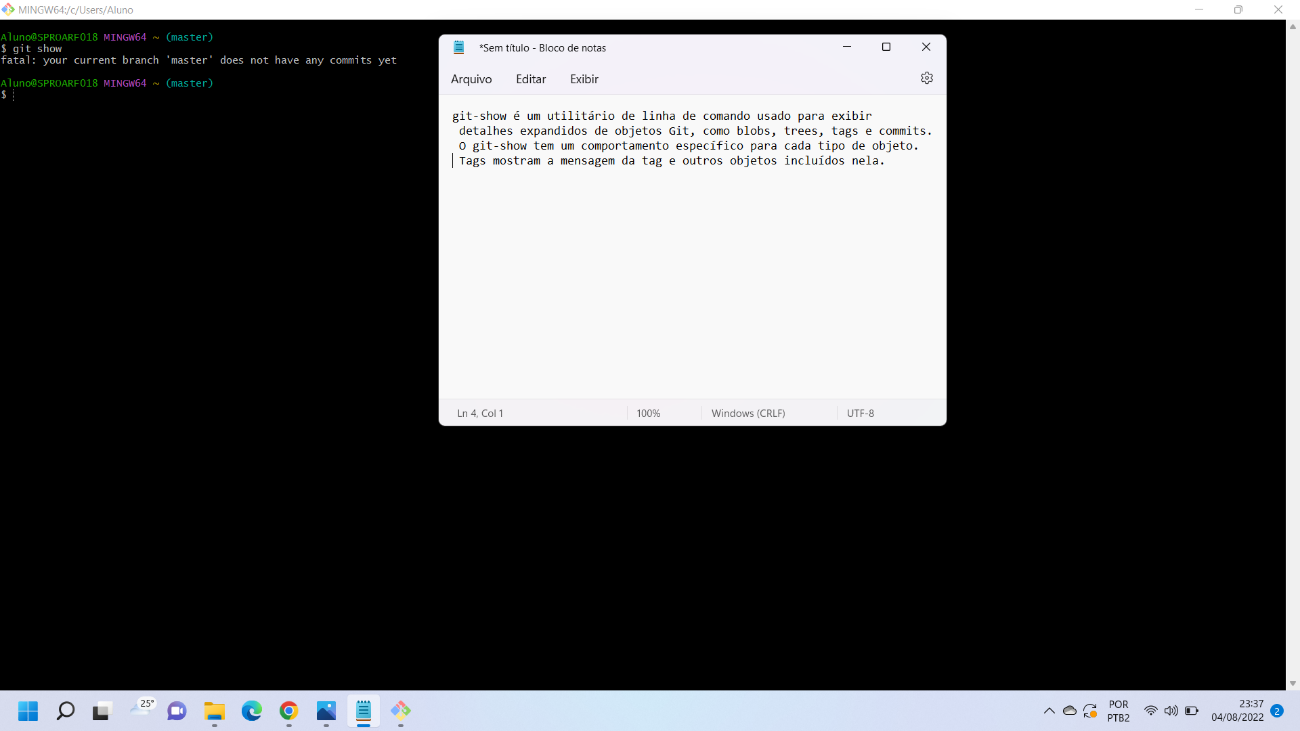 MINGW64:/c/Users/Aluno
Aluno@SPROARF018 MINGW64 ~ (master)
$ git show
fatal: your current branch 'master' does not have any commits yet
Aluno@SPROARF018 MINGW64 ~ (master)
$
*Sem título - Bloco de notas
Arquivo Editar Exibir
git-show é um utilitário de linha de comando usado para exibir
detalhes expandidos de objetos Git, como blobs, trees, tags e commits.
O git-show tem um comportamento específico para cada tipo de objeto.
Tags mostram a mensagem da tag e outros objetos incluídos nela.
Ln 4, Col 1 100% Windows (CRLF) UTF-8
25°
POR
PTB2
23:37
04/08/2022
2